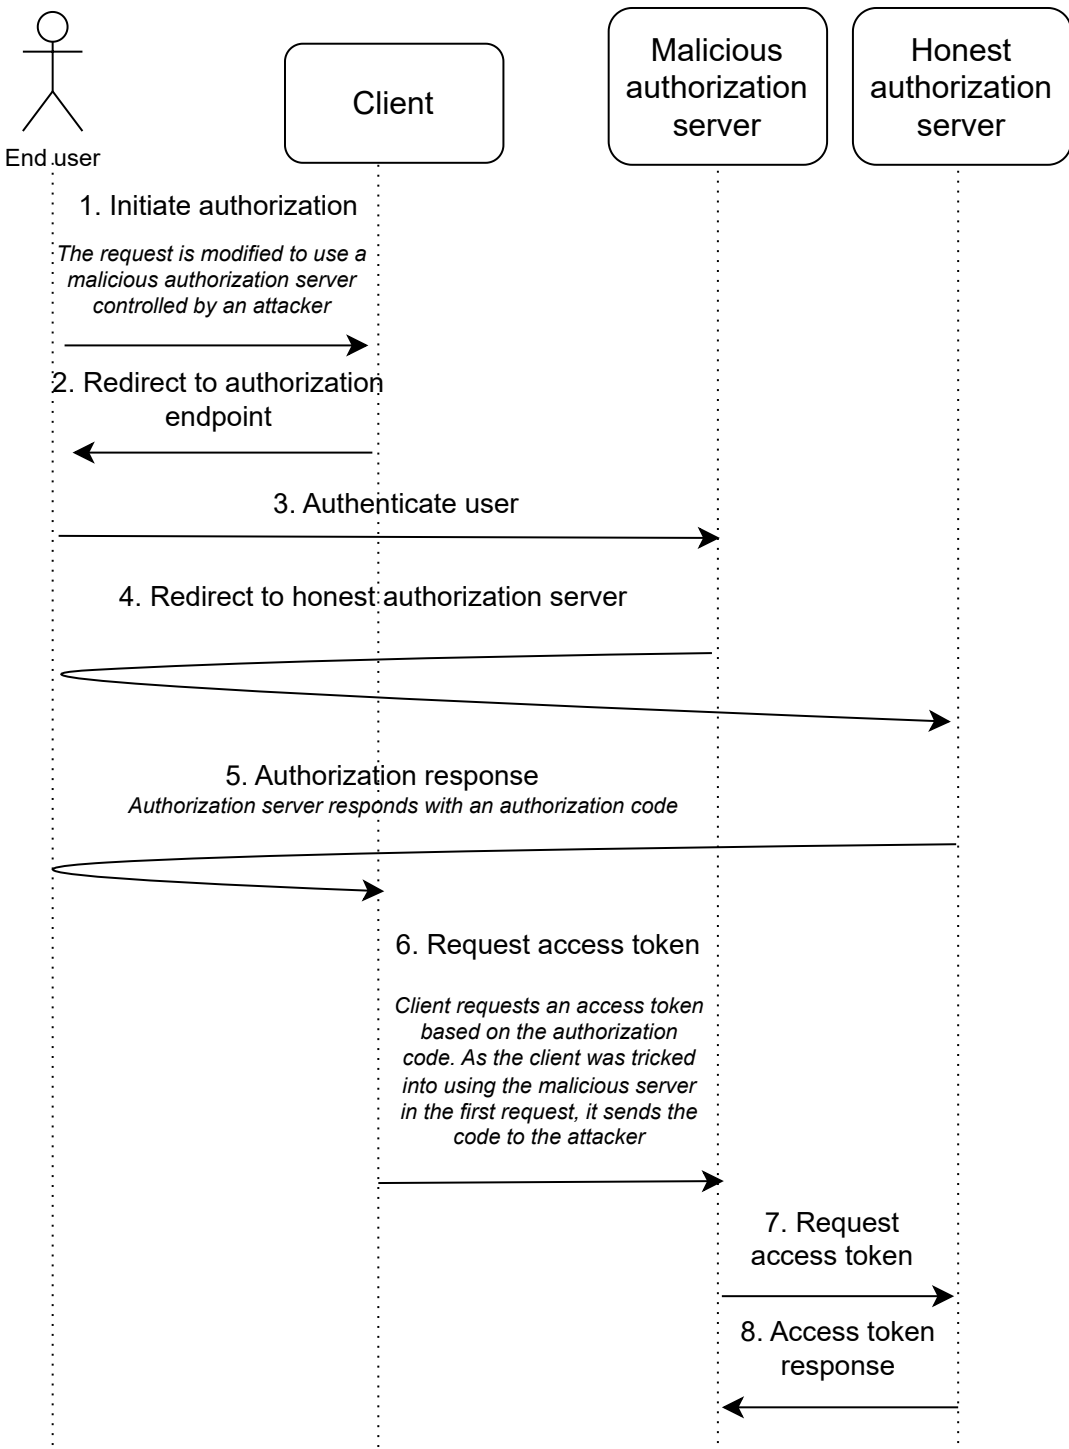 End user
Client
Malicious
authorization
server
Honest
authorization
server
1. Initiate authorization
The request is modified to use a
malicious authorization server
controlled by an attacker
2. Redirect to authorization
endpoint
3. Authenticate user
4. Redirect to honest authorization server
5. Authorization response
Authorization server responds with an authorization code
6. Request access token
Client requests an access token
based on the authorization
code. As the client was tricked
into using the malicious server
in the first request, it sends the
code to the attacker
7. Request
access token
8. Access token
response